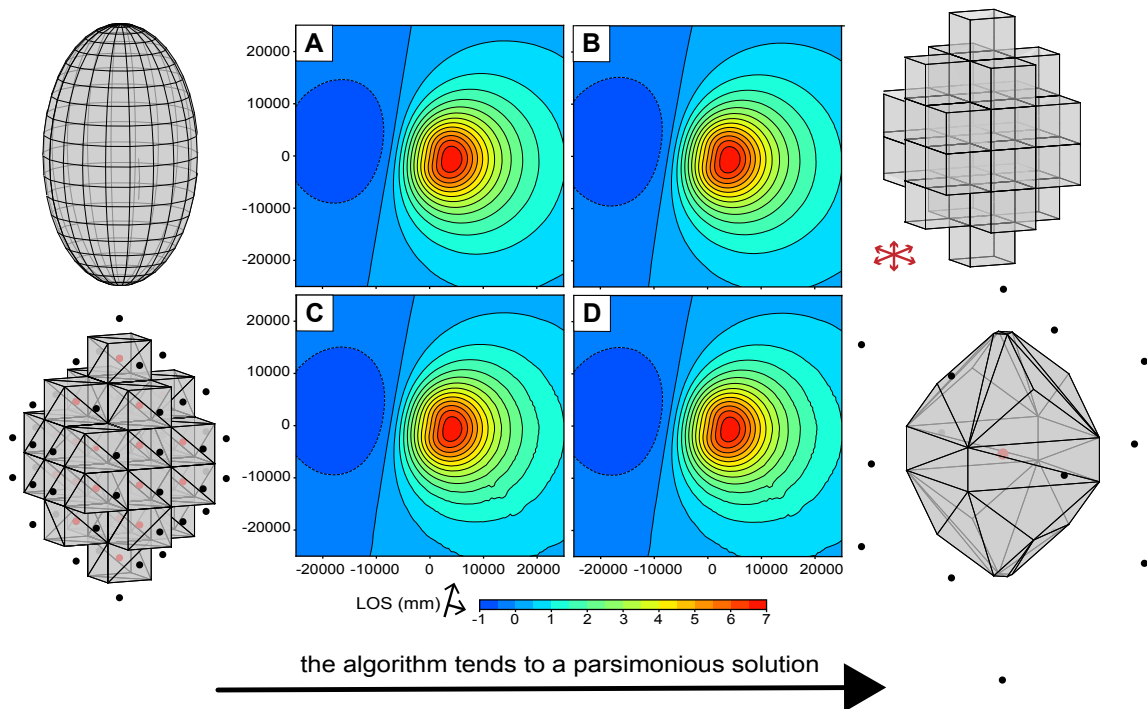 A
B
20000
10000
0
-10000
-20000
C
D
20000
10000
0
-10000
-20000
-20000 -10000 0 10000 20000 -20000 -10000 0 10000 20000
LOS (mm)
-1 0 1 2 3 4 5 6 7
the algorithm tends to a parsimonious solution